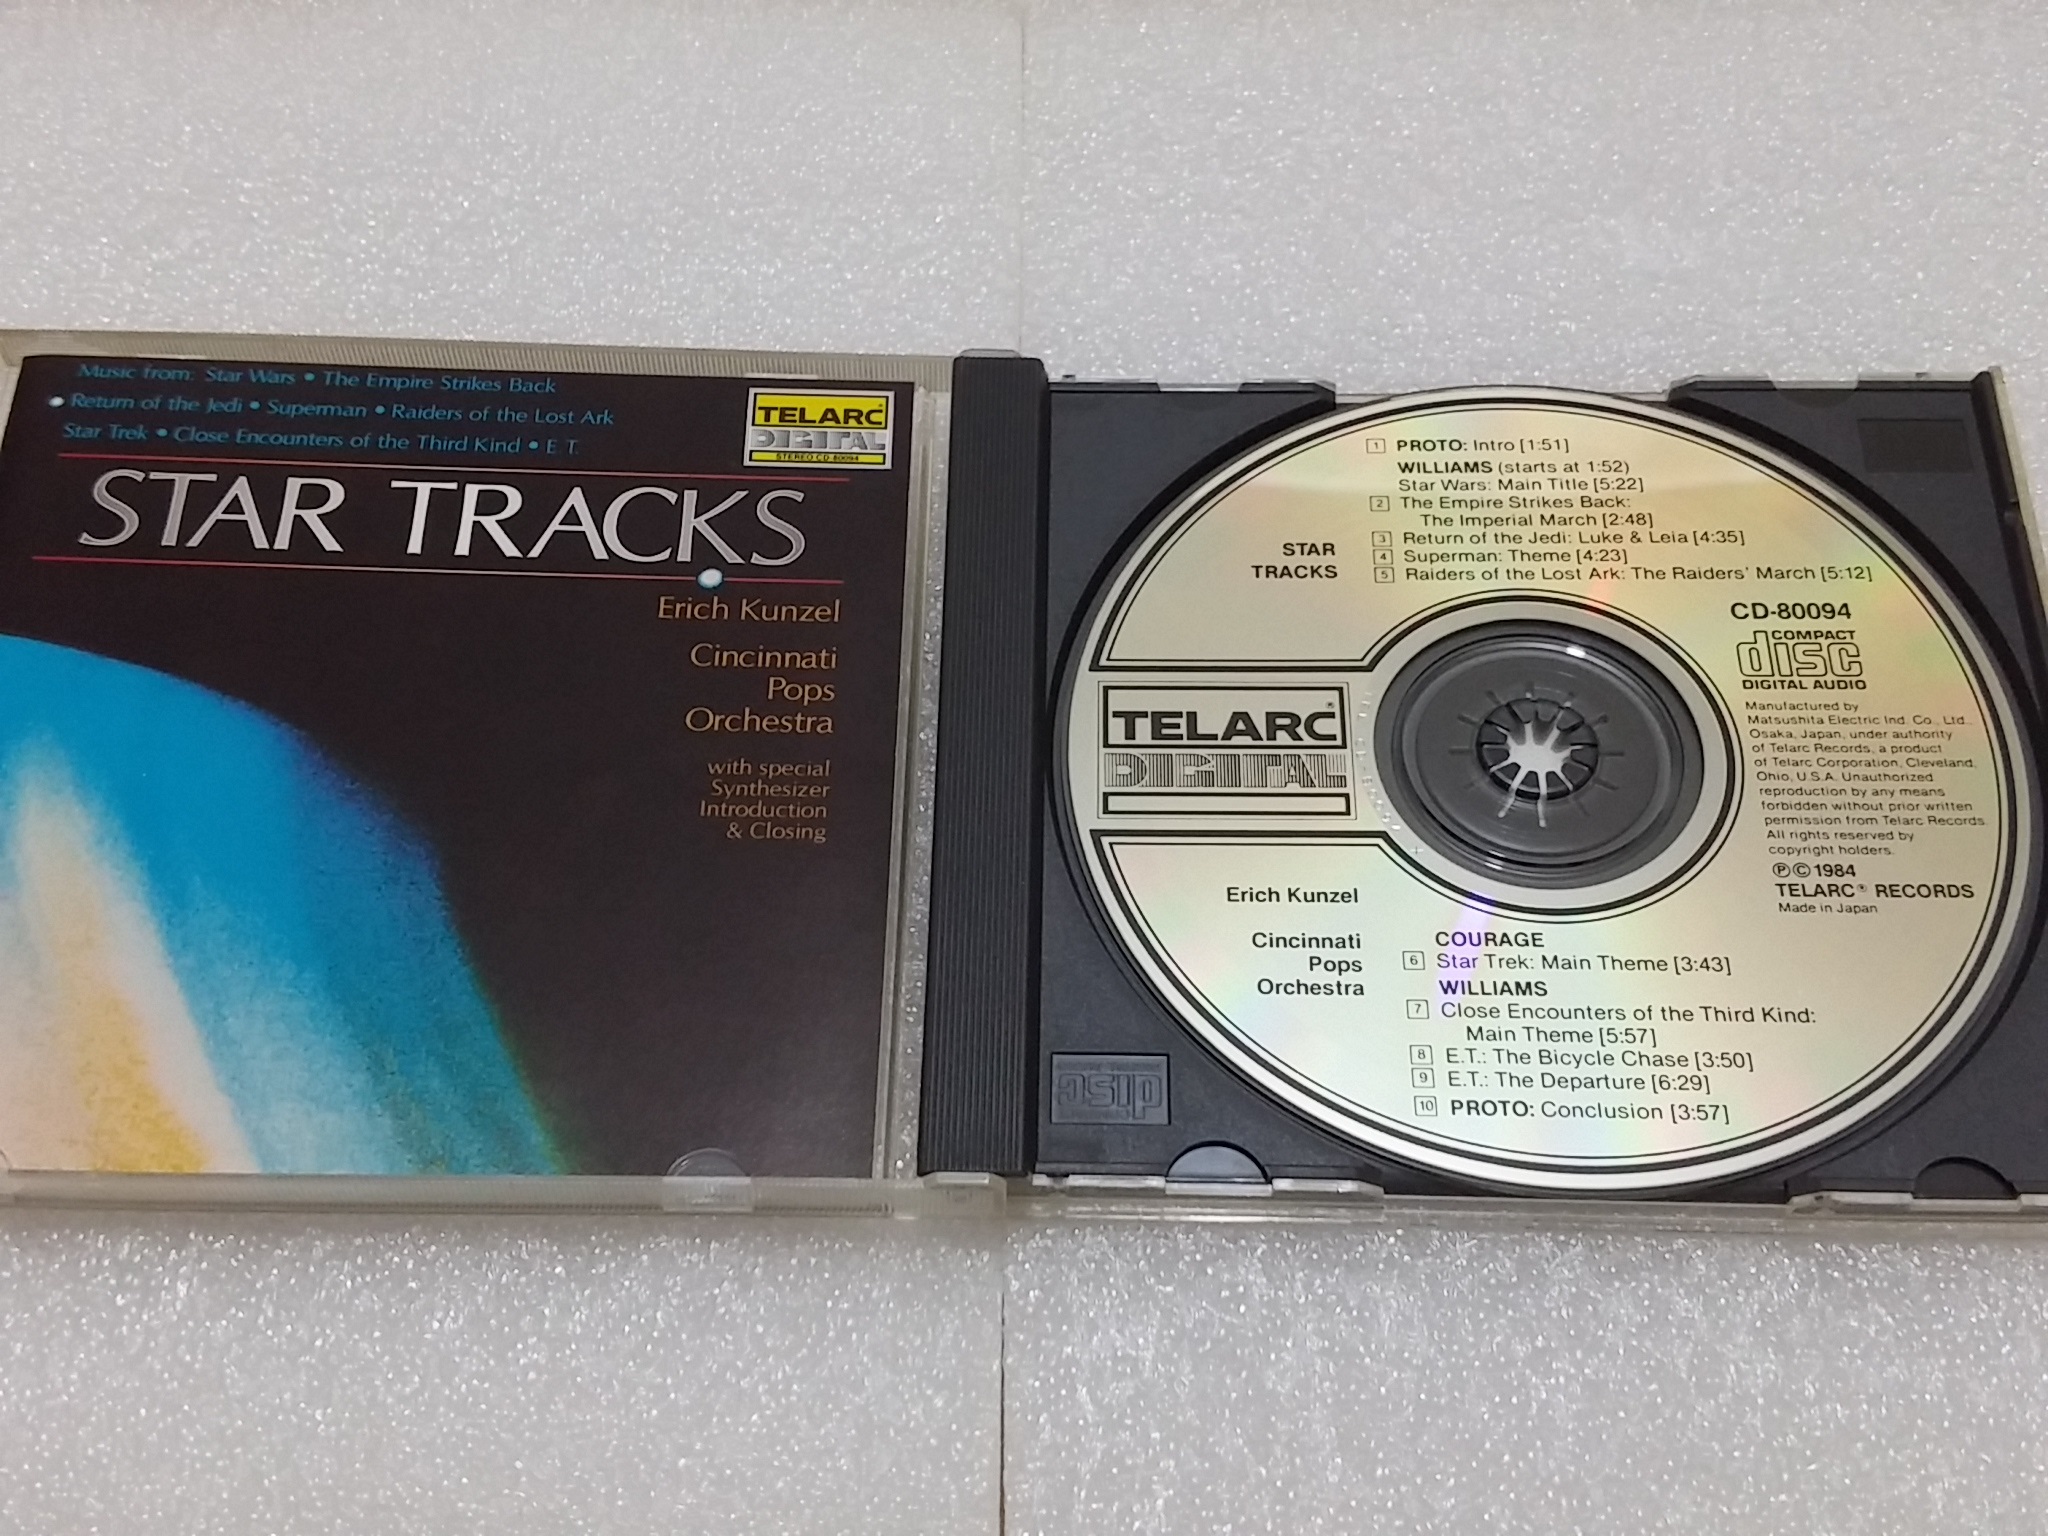 Music from: Star Wars • The Empire Strikes Back
Return of the Jedi • Superman • Raiders of the Lost Ark
Star Trek • Close Encounters of the Third Kind • E.T.
TELARC
DIGITAL
STEREO CD-80094
STAR TRACKS
Erich Kunzel
Cincinnati
Pops
Orchestra
with special
Synthesizer
Introduction
& Closing
1 PROTO: Intro [1:51]
WILLIAMS (starts at 1:52)
Star Wars: Main Title [5:22]
2 The Empire Strikes Back:
The Imperial March [2:48]
3 Return of the Jedi: Luke & Leia [4:35]
4 Superman: Theme [4:23]
5 Raiders of the Lost Ark: The Raiders' March [5:12]
STAR
TRACKS
CD-80094
COMPACT
disc
DIGITAL AUDIO
TELARC®
DIGITAL
Manufactured by
Matsushita Electric Ind. Co., Ltd.,
Osaka, Japan, under authority
of Telarc Records, a product
of Telarc Corporation, Cleveland,
Ohio, U.S.A. Unauthorized
reproduction by any means
forbidden without prior written
permission from Telarc Records.
All rights reserved by
copyright holders.
℗©1984
TELARC® RECORDS
Made in Japan
Erich Kunzel
Cincinnati
Pops
Orchestra
COURAGE
6 Star Trek: Main Theme [3:43]
WILLIAMS
7 Close Encounters of the Third Kind:
Main Theme [5:57]
8 E.T.: The Bicycle Chase [3:50]
9 E.T.: The Departure [6:29]
10 PROTO: Conclusion [3:57]
disc